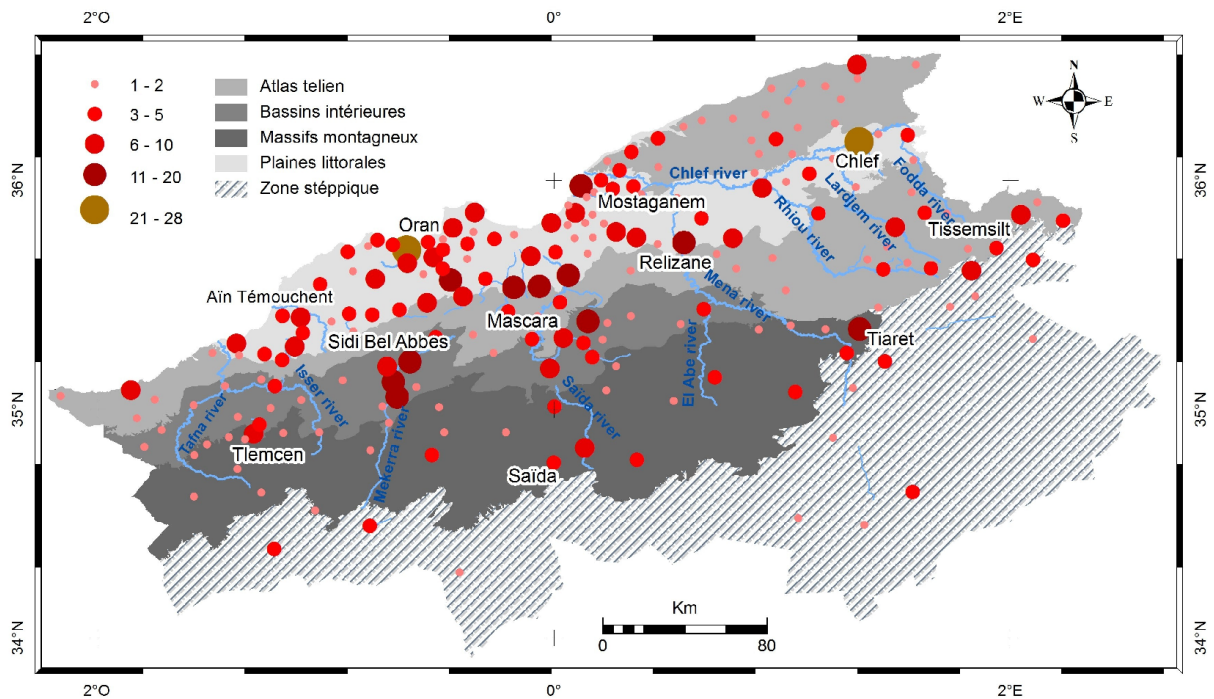 2°O 0° 2°E
1 - 2
3 - 5
6 - 10
11 - 20
21 - 28
Atlas telien
Bassins intérieures
Massifs montagneux
Plaines littorales
Zone stéppique
N
W E
S
36°N
36°N
35°N
35°N
34°N
34°N
Chlef
Chlef river
Fodda river
Mostaganem
Lardjem river
Rhiou river
Oran
Tissemsilt
Relizane
Mena river
Aïn Témouchent
Mascara
Sidi Bel Abbes
Tiaret
Isser river
Saïda river
El Abe river
Tafna river
Tlemcen
Mekerra river
Saïda
Km
0 80
2°O 0° 2°E